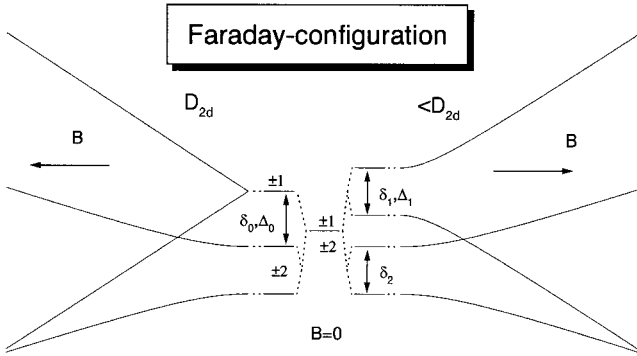 Faraday-configuration
D2d
<D2d
B
B
±1
δ0,Δ0
±2
±1
±2
δ1,Δ1
δ2
B=0